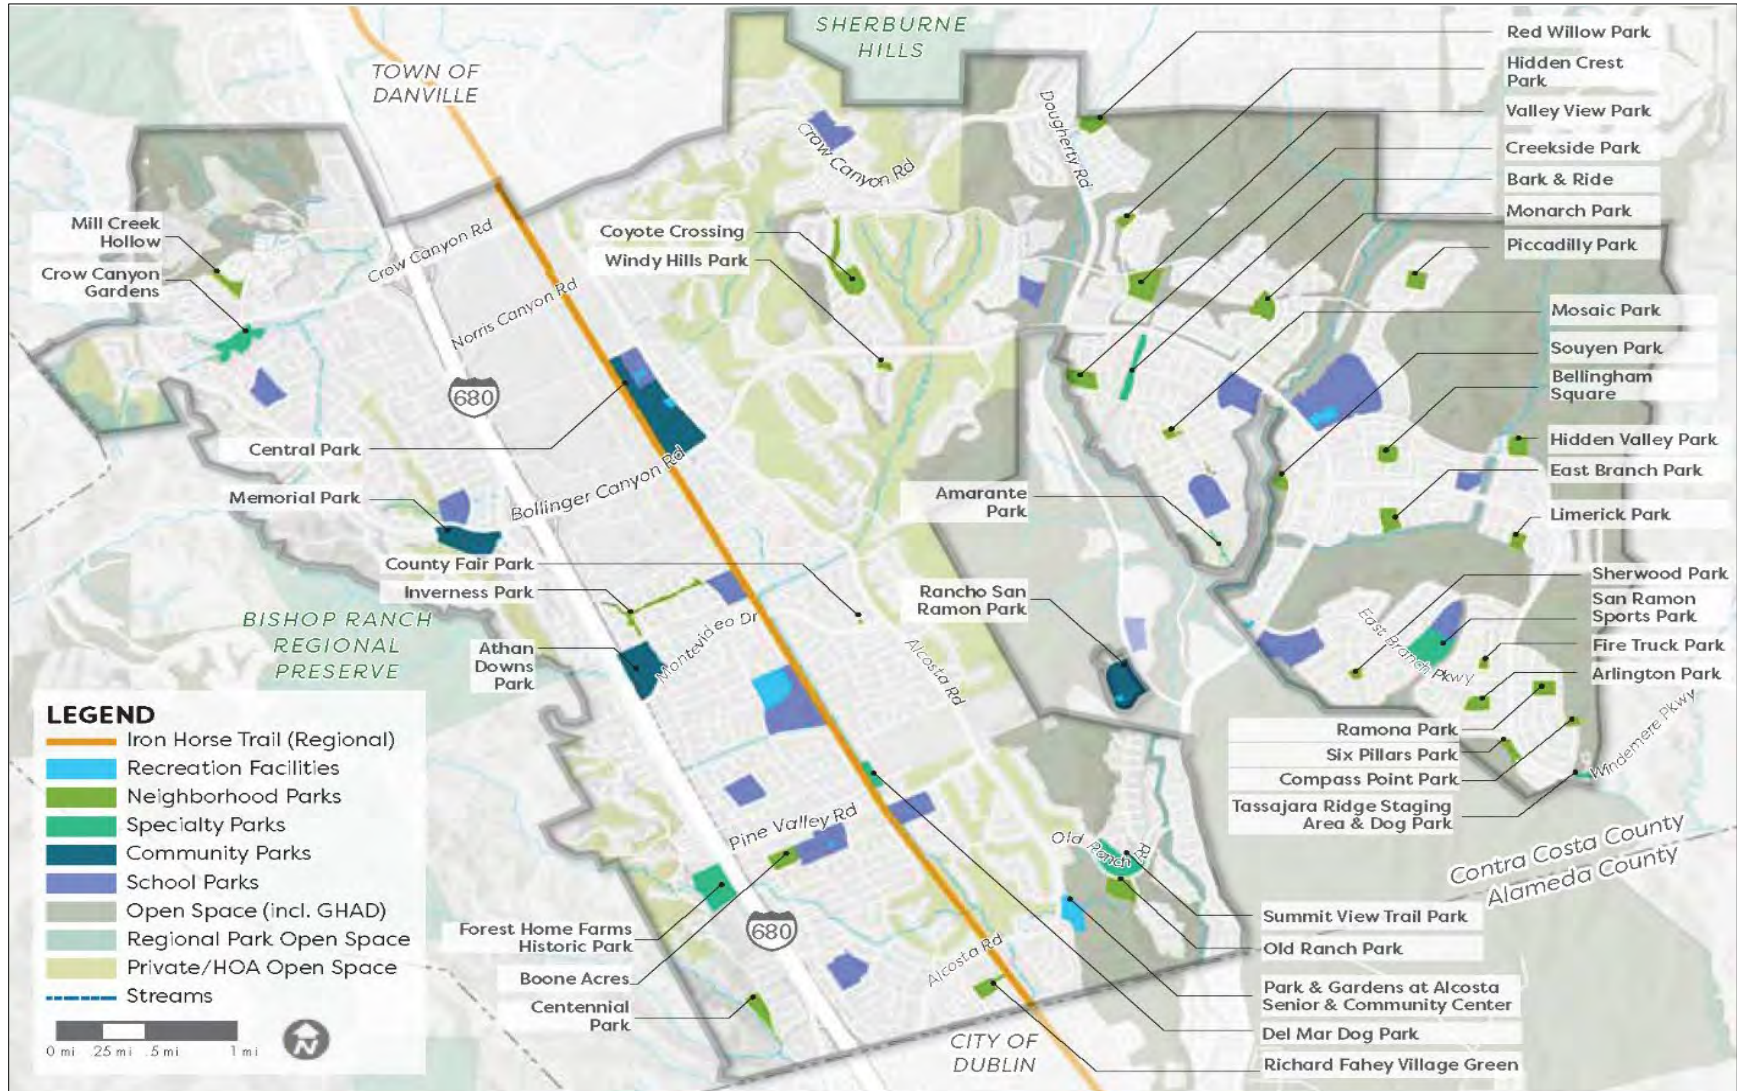 SHERBURNE
HILLS
TOWN OF
DANVILLE
Red Willow Park
Hidden Crest
Park
Valley View Park
Creekside Park
Bark & Ride
Monarch Park
Piccadilly Park
Dougherty Rd
Crow Canyon Rd
Mill Creek
Hollow
Crow Canyon
Gardens
Crow Canyon Rd
Norris Canyon Rd
Coyote Crossing
Windy Hills Park
Mosaic Park
Souyen Park
Bellingham
Square
Hidden Valley Park
East Branch Park
Limerick Park
680
Central Park
Memorial Park
Bollinger Canyon Rd
Amarante
Park
County Fair Park
Inverness Park
Rancho San
Ramon Park
Sherwood Park
San Ramon
Sports Park
Fire Truck Park
Arlington Park
East Branch Pkwy
BISHOP RANCH
REGIONAL
PRESERVE
Athan
Downs
Park
Montevideo Dr
Alcosta Rd
Ramona Park
Six Pillars Park
Compass Point Park
Tassajara Ridge Staging
Area & Dog Park
Windemere Pkwy
Contra Costa County
Alameda County
LEGEND
Iron Horse Trail (Regional)
Recreation Facilities
Neighborhood Parks
Specialty Parks
Community Parks
School Parks
Open Space (incl. GHAD)
Regional Park Open Space
Private/HOA Open Space
Streams
0 mi .25 mi .5 mi 1 mi
N
Pine Valley Rd
Old Ranch Rd
Forest Home Farms
Historic Park
680
Boone Acres
Centennial
Park
Alcosta Rd
CITY OF
DUBLIN
Summit View Trail Park
Old Ranch Park
Park & Gardens at Alcosta
Senior & Community Center
Del Mar Dog Park
Richard Fahey Village Green